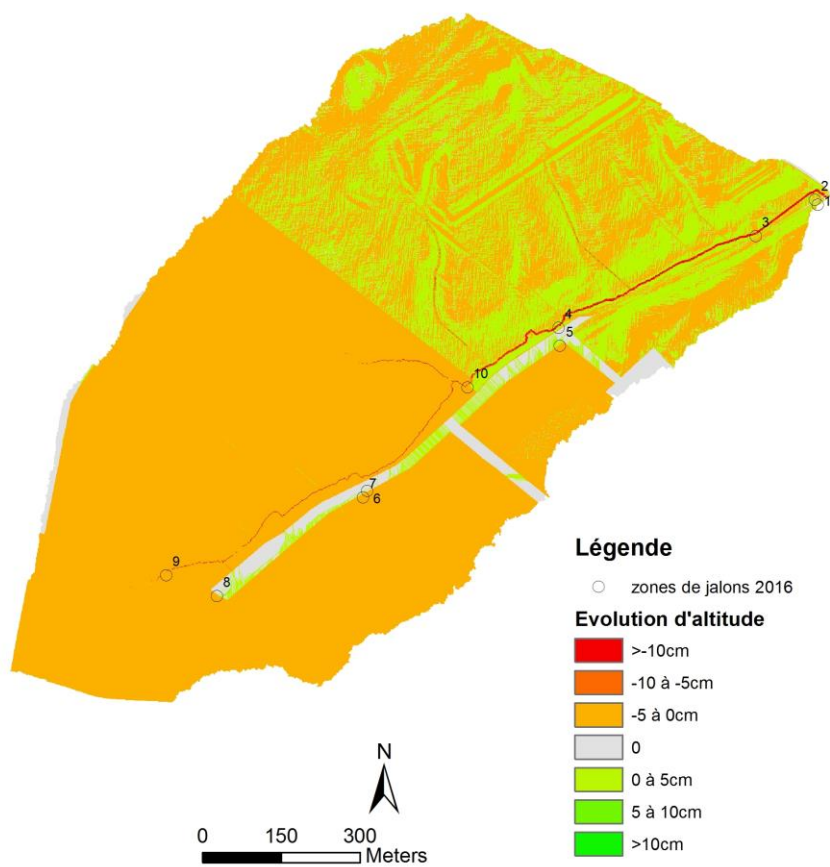 2
1
3
4
5
10
7
6
9
8
Légende
zones de jalons 2016
Evolution d'altitude
>-10cm
-10 à -5cm
-5 à 0cm
0
0 à 5cm
5 à 10cm
>10cm
N
0 150 300
Meters